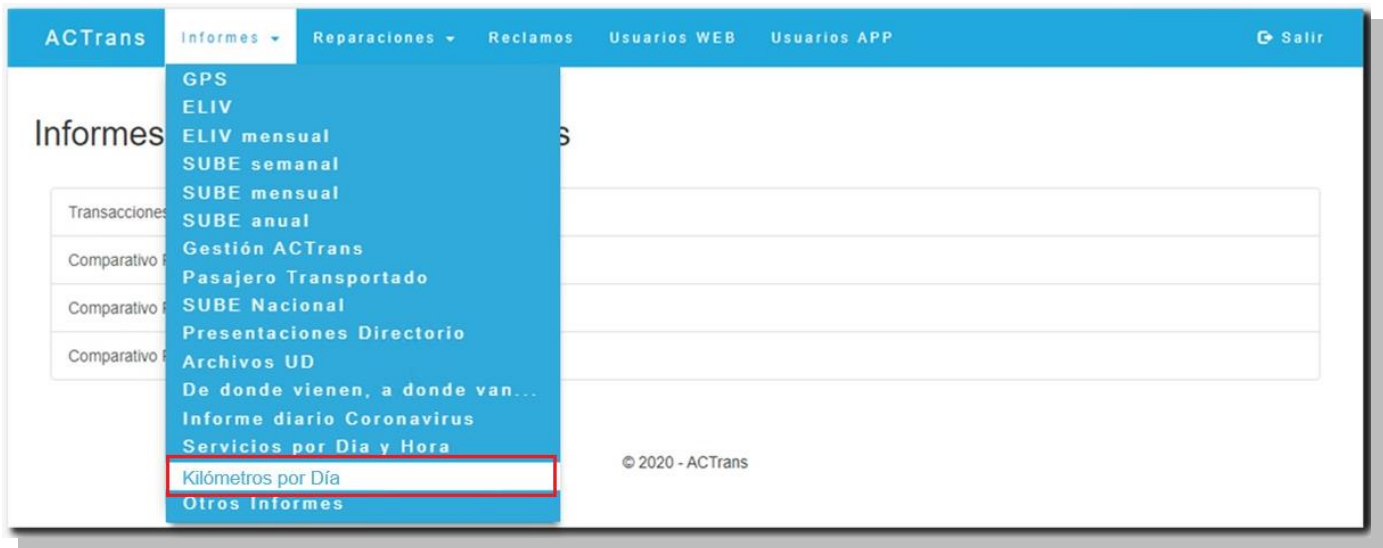 ACTrans Informes Reparaciones Reclamos Usuarios WEB Usuarios APP Salir
GPS
ELIV
Informes s
ELIV mensual
SUBE semanal
SUBE mensual
Transacciones
SUBE anual
Gestión ACTrans
Comparativo
Pasajero Transportado
SUBE Nacional
Comparativo
Presentaciones Directorio
Comparativo
Archivos UD
De donde vienen, a donde van...
Informe diario Coronavirus
Servicios por Dia y Hora
© 2020 - ACTrans
Kilómetros por Día
Otros Informes